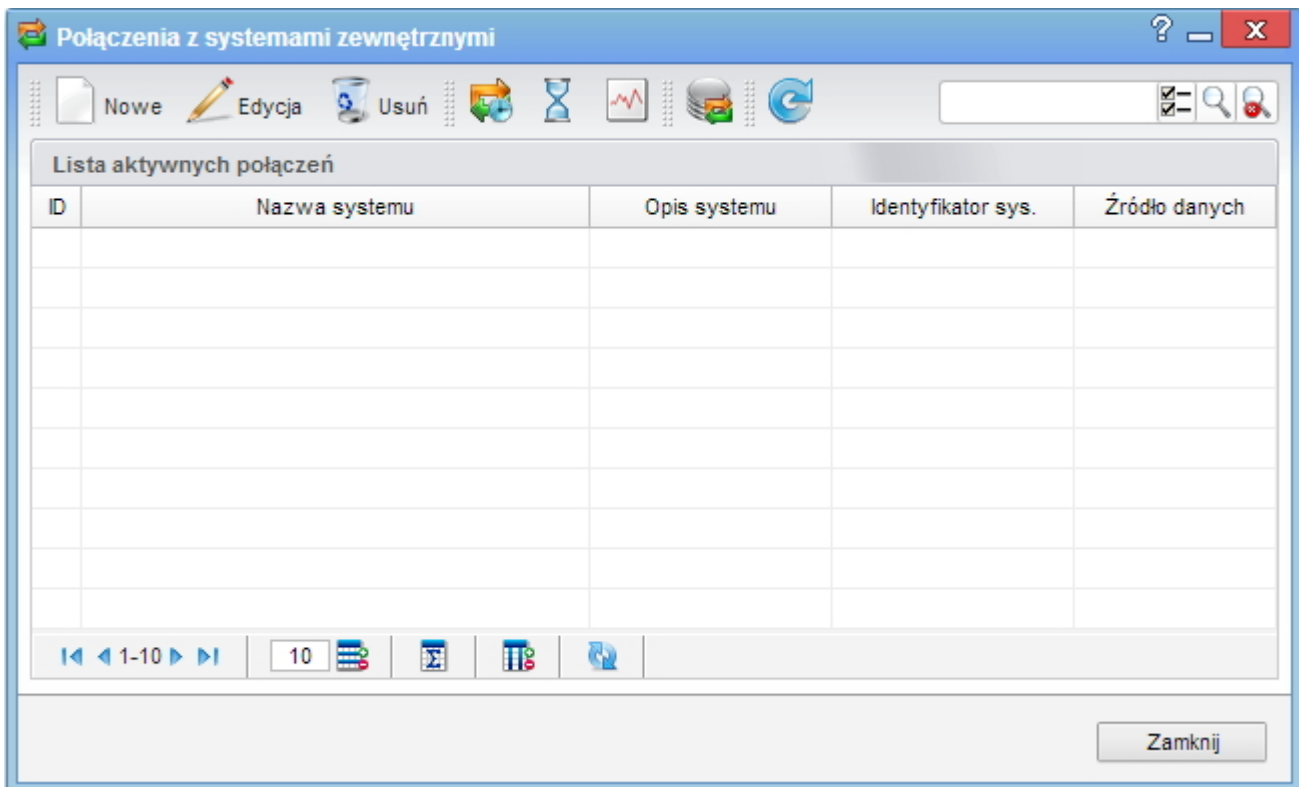 Połączenia z systemami zewnętrznymi
Nowe Edycja Usuń
Lista aktywnych połączeń
ID Nazwa systemu Opis systemu Identyfikator sys. Źródło danych
1-10 10
Zamknij